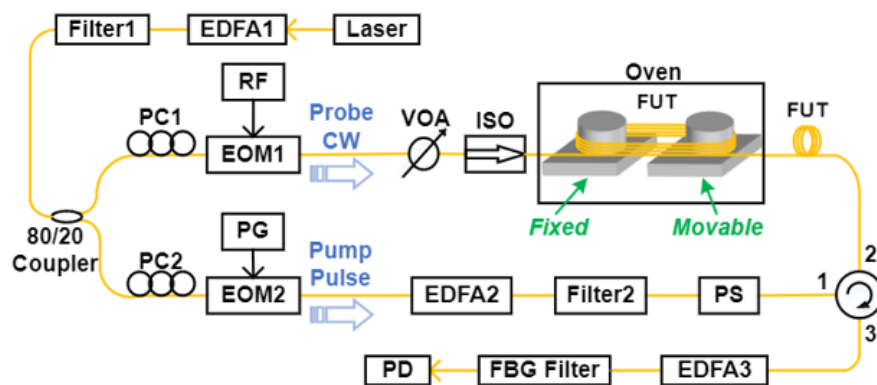 Filter1
EDFA1
Laser
Oven
RF
FUT
PC1
Probe
CW
VOA
ISO
FUT
EOM1
Fixed
Movable
80/20
Coupler
PG
PC2
Pump
Pulse
EOM2
EDFA2
Filter2
PS
1
2
3
PD
FBG Filter
EDFA3